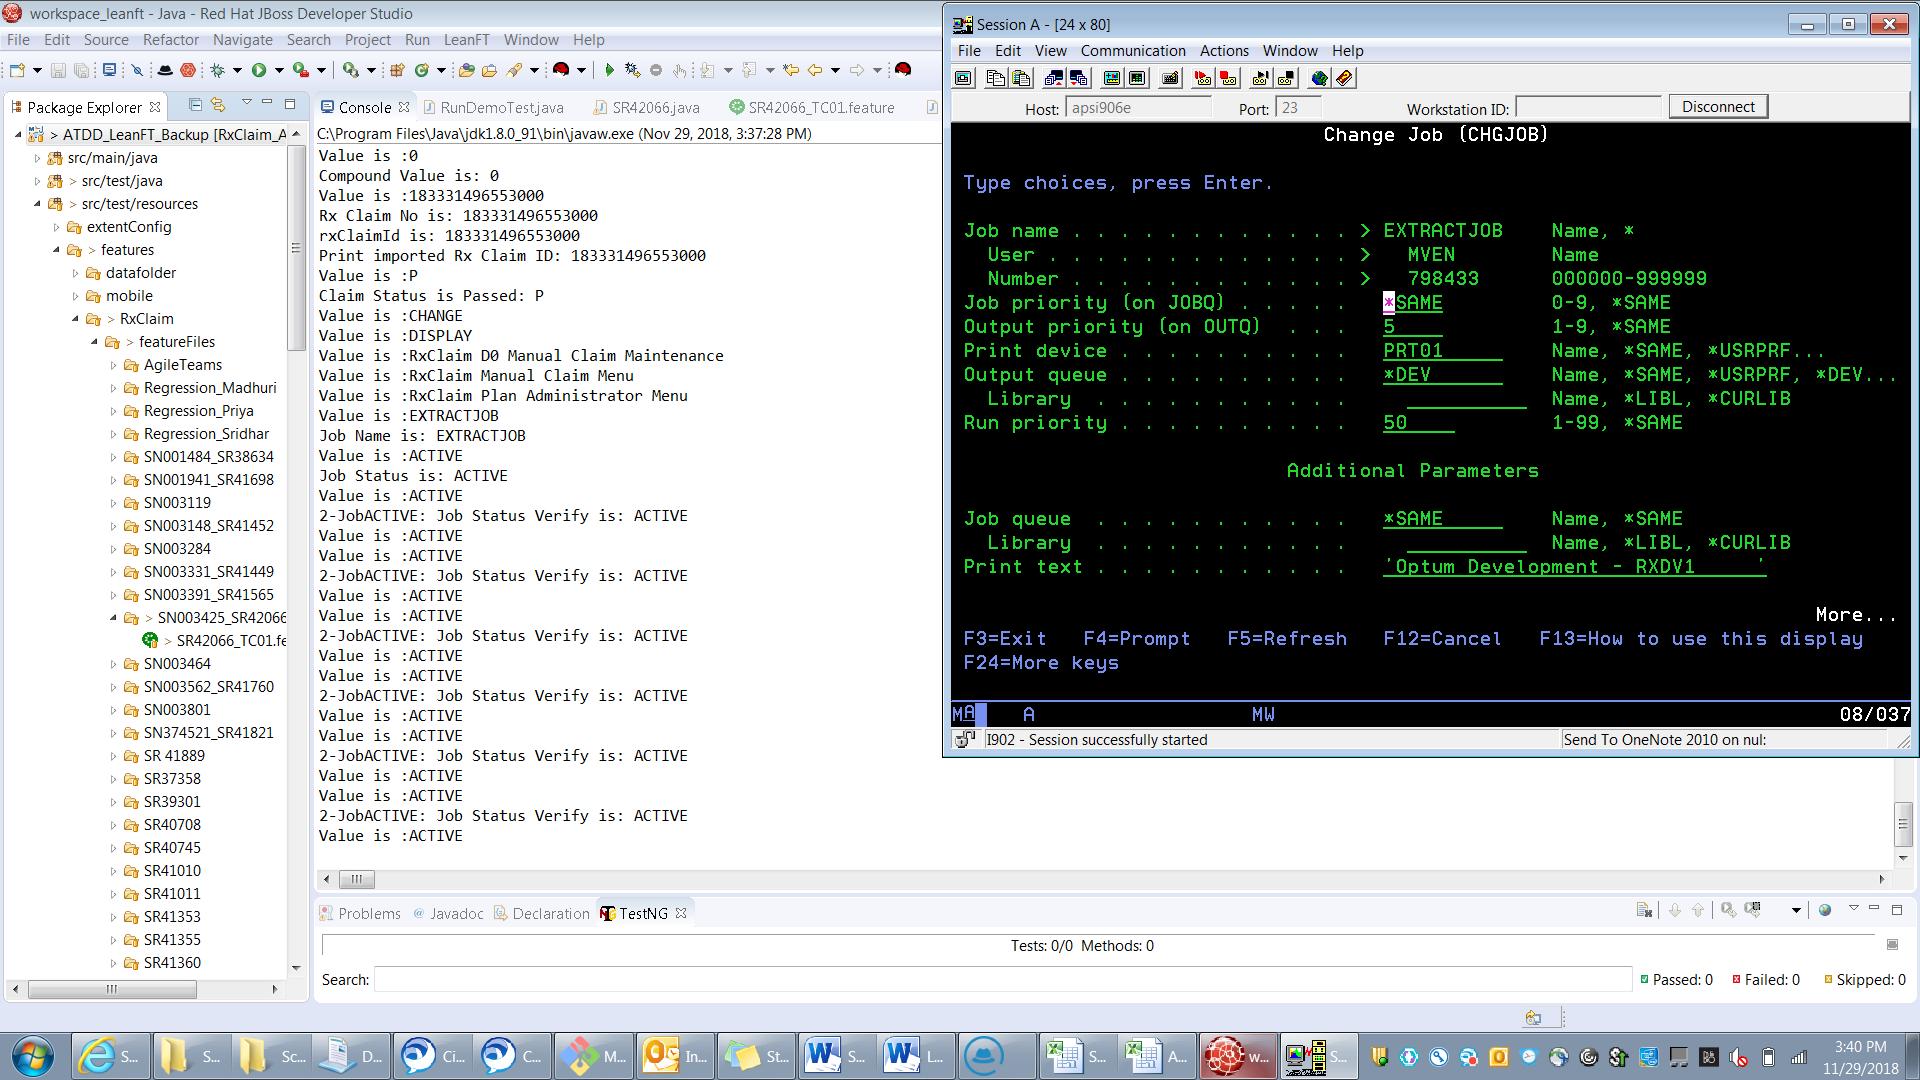 workspace_leanft - Java - Red Hat JBoss Developer Studio
File Edit Source Refactor Navigate Search Project Run LeanFT Window Help
Package Explorer
ATDD_LeanFT_Backup [RxClaim_A
src/main/java
> src/test/java
> src/test/resources
extentConfig
> features
datafolder
mobile
> RxClaim
> featureFiles
AgileTeams
Regression_Madhuri
Regression_Priya
Regression_Sridhar
SN001484_SR38634
SN001941_SR41698
SN003119
SN003148_SR41452
SN003284
SN003331_SR41449
SN003391_SR41565
> SN003425_SR42066
> SR42066_TC01.fe
SN003464
SN003562_SR41760
SN003801
SN374521_SR41821
SR 41889
SR37358
SR39301
SR40708
SR40745
SR41010
SR41011
SR41353
SR41355
SR41360
Console RunDemoTest.java SR42066.java SR42066_TC01.feature
C:\Program Files\Java\jdk1.8.0_91\bin\javaw.exe (Nov 29, 2018, 3:37:28 PM)
Value is :0
Compound Value is: 0
Value is :183331496553000
Rx Claim No is: 183331496553000
rxClaimId is: 183331496553000
Print imported Rx Claim ID: 183331496553000
Value is :P
Claim Status is Passed: P
Value is :CHANGE
Value is :DISPLAY
Value is :RxClaim D0 Manual Claim Maintenance
Value is :RxClaim Manual Claim Menu
Value is :RxClaim Plan Administrator Menu
Value is :EXTRACTJOB
Job Name is: EXTRACTJOB
Value is :ACTIVE
Job Status is: ACTIVE
Value is :ACTIVE
2-JobACTIVE: Job Status Verify is: ACTIVE
Value is :ACTIVE
Value is :ACTIVE
2-JobACTIVE: Job Status Verify is: ACTIVE
Value is :ACTIVE
Value is :ACTIVE
2-JobACTIVE: Job Status Verify is: ACTIVE
Value is :ACTIVE
Value is :ACTIVE
2-JobACTIVE: Job Status Verify is: ACTIVE
Value is :ACTIVE
Value is :ACTIVE
2-JobACTIVE: Job Status Verify is: ACTIVE
Value is :ACTIVE
Value is :ACTIVE
2-JobACTIVE: Job Status Verify is: ACTIVE
Value is :ACTIVE
Session A - [24 x 80]
File Edit View Communication Actions Window Help
Host: apsi906e Port: 23 Workstation ID: Disconnect
Change Job (CHGJOB)
Type choices, press Enter.
Job name . . . . . . . . . . . . > EXTRACTJOB Name, *
User . . . . . . . . . . . . . > MVEN Name
Number . . . . . . . . . . . . > 798433 000000-999999
Job priority (on JOBQ) . . . . . *SAME 0-9, *SAME
Output priority (on OUTQ) . . . 5 1-9, *SAME
Print device . . . . . . . . . . PRT01 Name, *SAME, *USRPRF...
Output queue . . . . . . . . . . *DEV Name, *SAME, *USRPRF, *DEV...
Library . . . . . . . . . . . Name, *LIBL, *CURLIB
Run priority . . . . . . . . . . 50 1-99, *SAME
Additional Parameters
Job queue . . . . . . . . . . . *SAME Name, *SAME
Library . . . . . . . . . . . Name, *LIBL, *CURLIB
Print text . . . . . . . . . . . 'Optum Development - RXDV1 '
More...
F3=Exit F4=Prompt F5=Refresh F12=Cancel F13=How to use this display
F24=More keys
MA A MW 08/037
I902 - Session successfully started Send To OneNote 2010 on nul:
Problems @ Javadoc Declaration TestNG
Tests: 0/0 Methods: 0
Search: Passed: 0 Failed: 0 Skipped: 0
S... S... Sc... D... Ci... C... M... In... St... S... L... S... A... w... S...
3:40 PM
11/29/2018